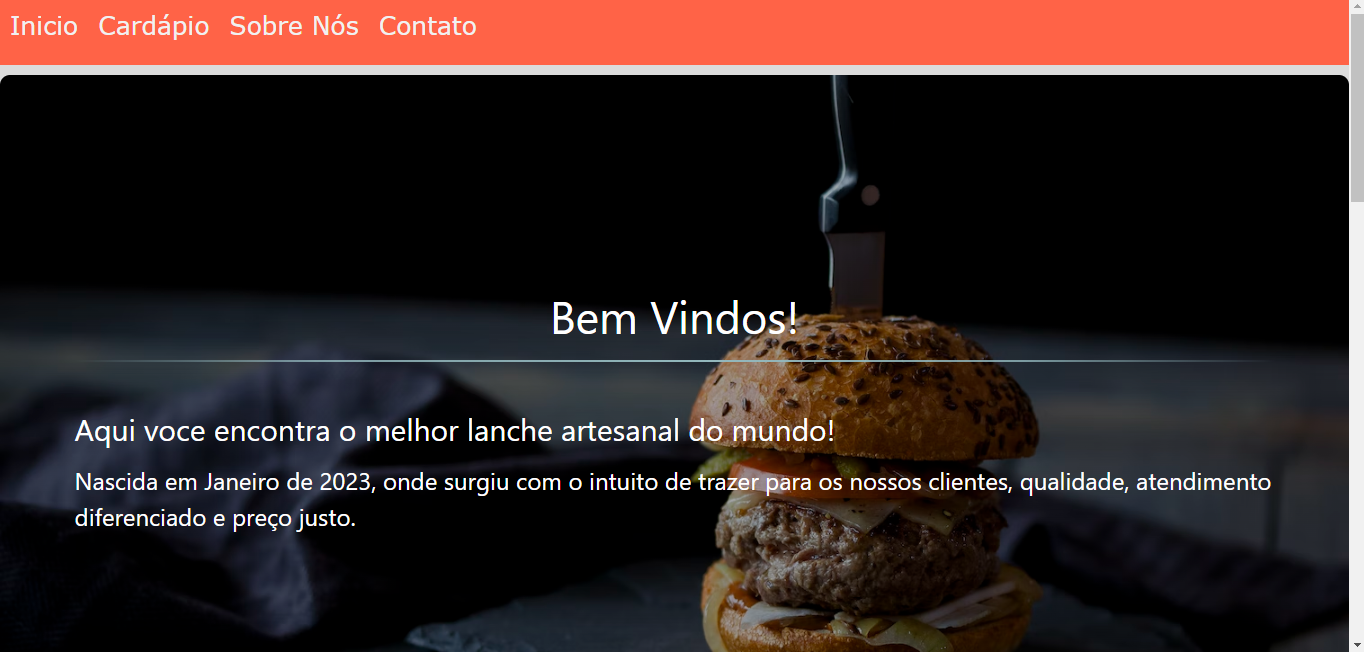 Inicio Cardápio Sobre Nós Contato
Bem Vindos!
Aqui voce encontra o melhor lanche artesanal do mundo!
Nascida em Janeiro de 2023, onde surgiu com o intuito de trazer para os nossos clientes, qualidade, atendimento
diferenciado e preço justo.